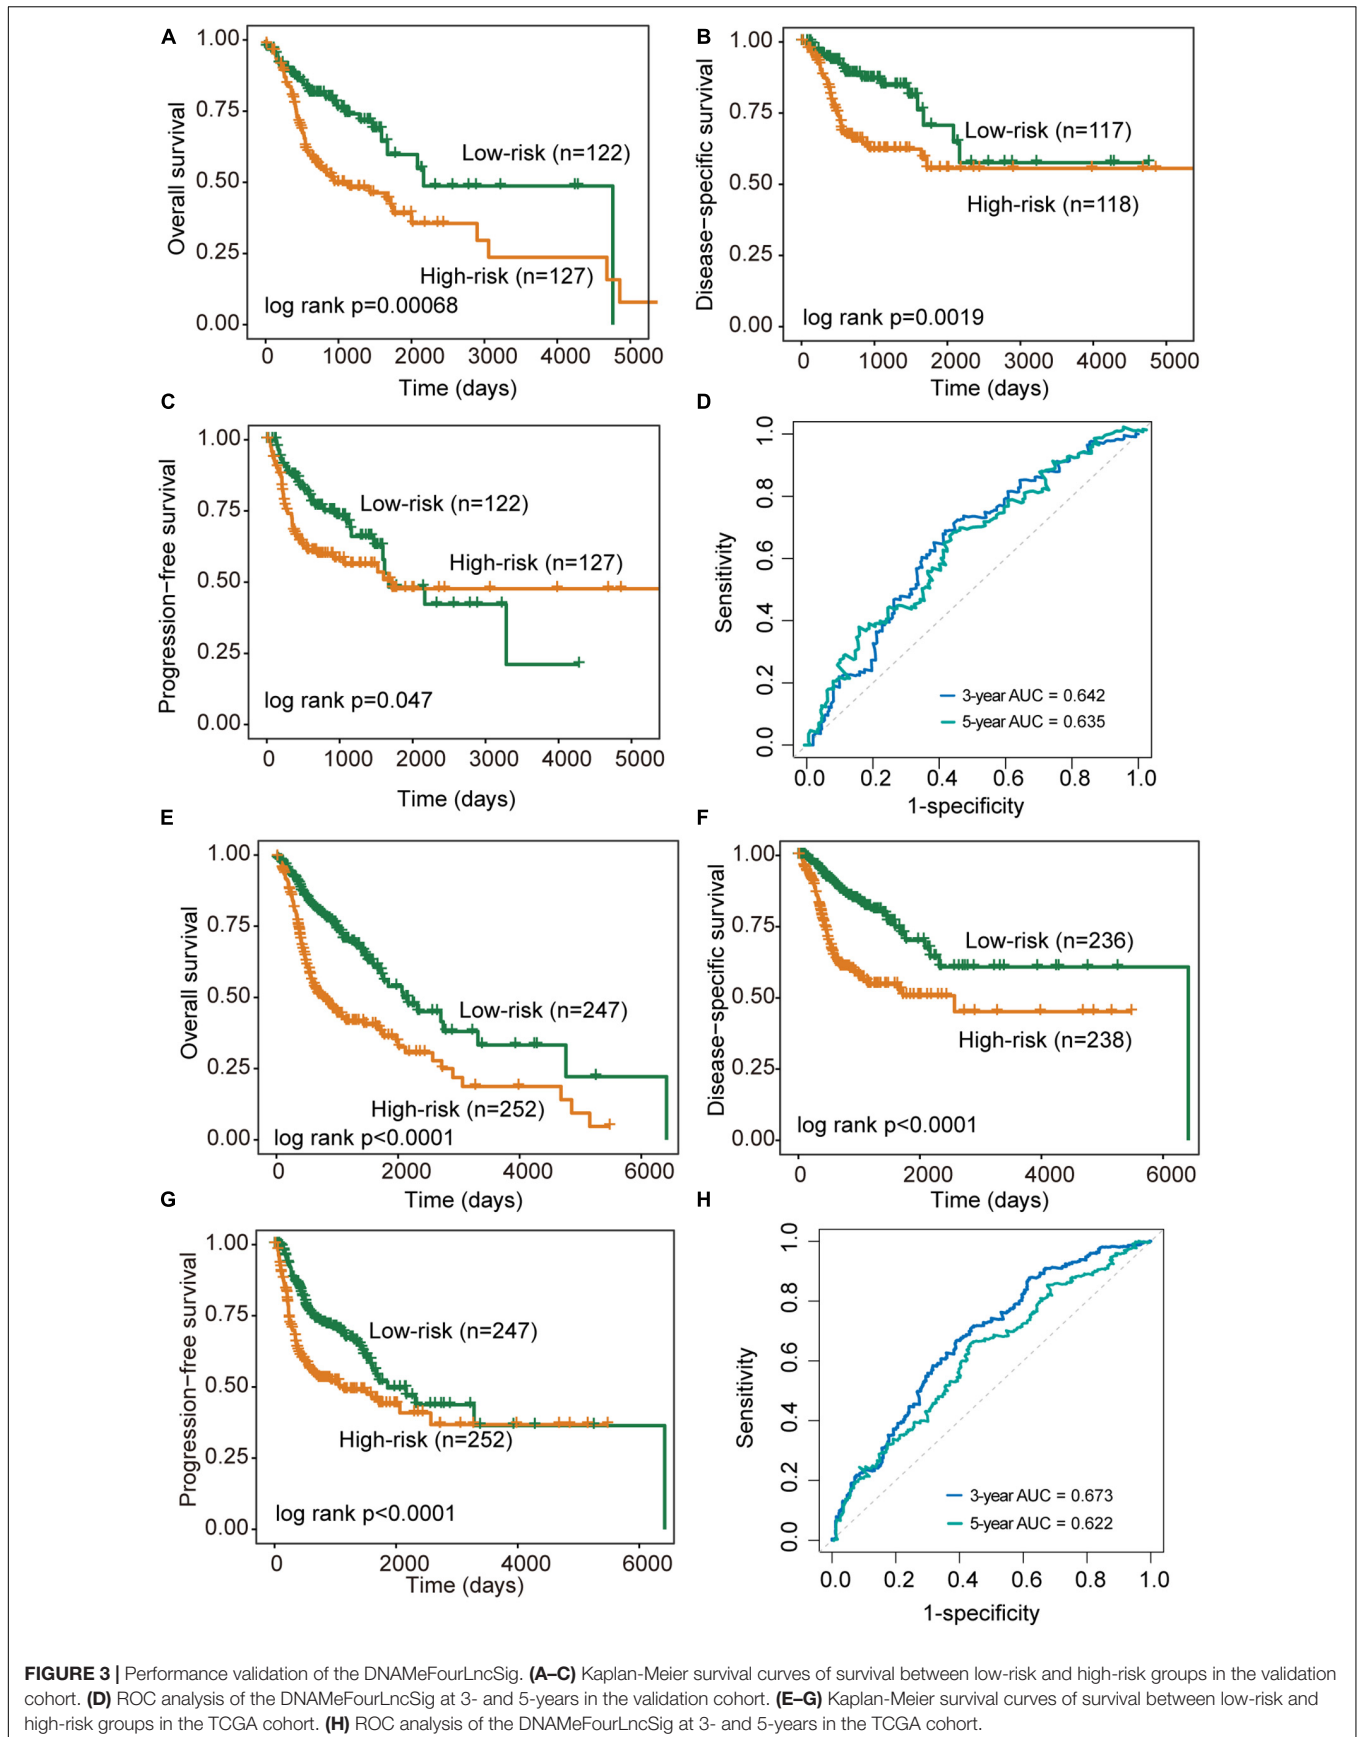 A
1.00
0.75
0.50
0.25
0.00
Overall survival
Low-risk (n=122)
High-risk (n=127)
log rank p=0.00068
0 1000 2000 3000 4000 5000
Time (days)
B
1.00
0.75
0.50
0.25
0.00
Disease−specific survival
Low-risk (n=117)
High-risk (n=118)
log rank p=0.0019
0 1000 2000 3000 4000 5000
Time (days)
C
1.00
0.75
0.50
0.25
0.00
Progression−free survival
Low-risk (n=122)
High-risk (n=127)
log rank p=0.047
0 1000 2000 3000 4000 5000
Time (days)
D
1.0
0.8
0.6
0.4
0.2
0.0
Sensitivity
3-year AUC = 0.642
5-year AUC = 0.635
0.0 0.2 0.4 0.6 0.8 1.0
1-specificity
E
1.00
0.75
0.50
0.25
0.00
Overall survival
Low-risk (n=247)
High-risk (n=252)
log rank p<0.0001
0 2000 4000 6000
Time (days)
F
1.00
0.75
0.50
0.25
0.00
Disease−specific survival
Low-risk (n=236)
High-risk (n=238)
log rank p<0.0001
0 2000 4000 6000
Time (days)
G
1.00
0.75
0.50
0.25
0.00
Progression−free survival
Low-risk (n=247)
High-risk (n=252)
log rank p<0.0001
0 2000 4000 6000
Time (days)
H
1.0
0.8
0.6
0.4
0.2
0.0
Sensitivity
3-year AUC = 0.673
5-year AUC = 0.622
0.0 0.2 0.4 0.6 0.8 1.0
1-specificity
FIGURE 3 | Performance validation of the DNAMeFourLncSig. (A–C) Kaplan-Meier survival curves of survival between low-risk and high-risk groups in the validation
cohort. (D) ROC analysis of the DNAMeFourLncSig at 3- and 5-years in the validation cohort. (E–G) Kaplan-Meier survival curves of survival between low-risk and
high-risk groups in the TCGA cohort. (H) ROC analysis of the DNAMeFourLncSig at 3- and 5-years in the TCGA cohort.